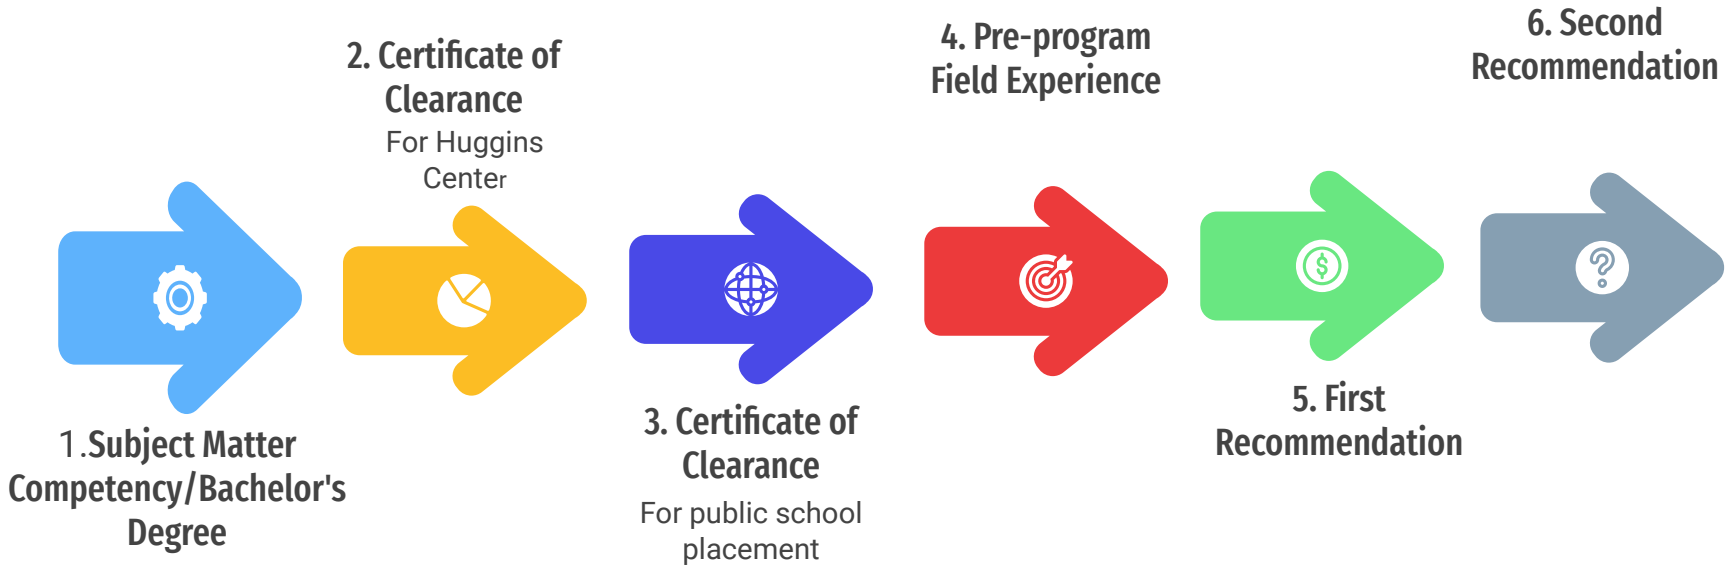 1.Subject Matter
Competency/Bachelor's
Degree
2. Certificate of
Clearance
For Huggins
Center
3. Certificate of
Clearance
For public school
placement
4. Pre-program
Field Experience
$
5. First
Recommendation
?
6. Second
Recommendation